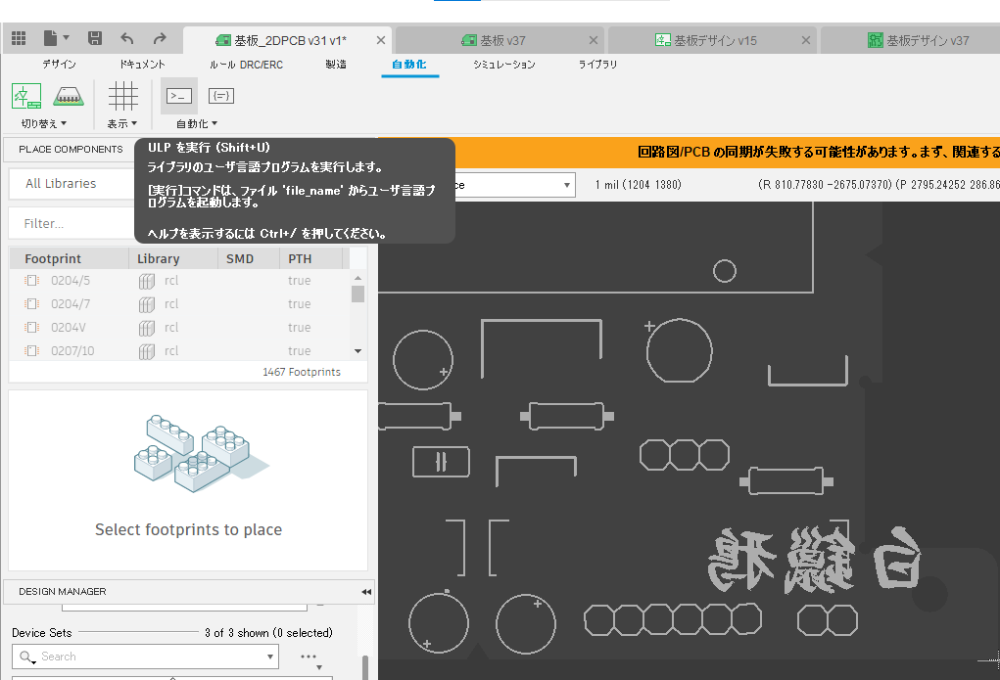 基板_2DPCB v31 v1*
基板 v37
基板デザイン v15
基板デザイン v37
デザイン
ドキュメント
ルール DRC/ERC
製造
自動化
シミュレーション
ライブラリ
切り替え
表示
自動化
PLACE COMPONENTS
ULP を実行 (Shift+U)
ライブラリのユーザ言語プログラムを実行します。
[実行]コマンドは、ファイル 'file_name' からユーザ言語プ
ログラムを起動します。
ヘルプを表示するには Ctrl+/ を押してください。
回路図/PCB の同期が失敗する可能性があります。まず、関連する
All Libraries
ce
1 mil (1204 1380)
(R 810.77830 -2675.07370) (P 2795.24252 286.86
Filter...
Footprint Library SMD PTH
0204/5 rcl true
0204/7 rcl true
0204V rcl true
0207/10 rcl true
1467 Footprints
Select footprints to place
DESIGN MANAGER
Device Sets 3 of 3 shown (0 selected)
Search